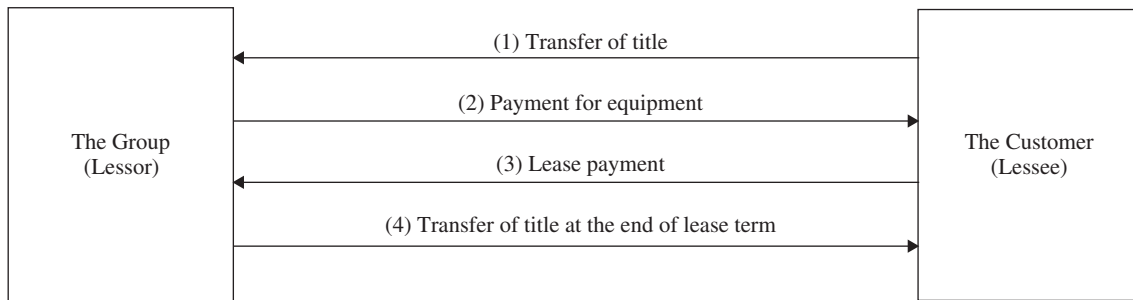 (1) Transfer of title
(2) Payment for equipment
The Group
(Lessor)
The Customer
(Lessee)
(3) Lease payment
(4) Transfer of title at the end of lease term